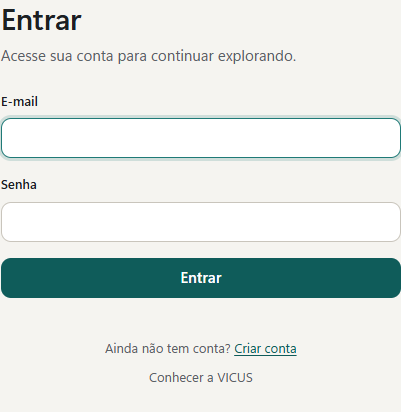 Entrar
Acesse sua conta para continuar explorando.
E-mail
Senha
Entrar
Ainda não tem conta? Criar conta
Conhecer a VICUS